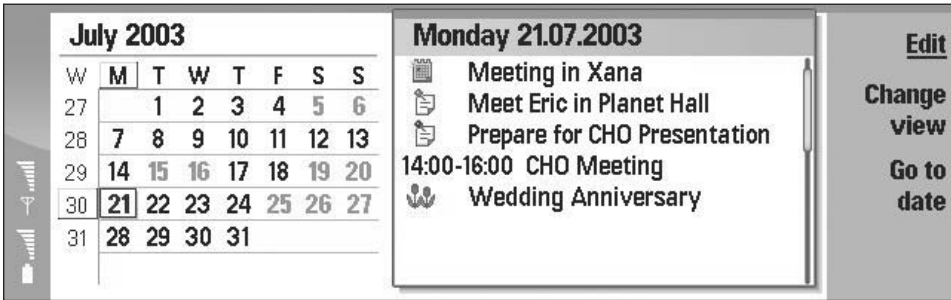 July 2003
W M T W T F S S
27 1 2 3 4 5 6
28 7 8 9 10 11 12 13
29 14 15 16 17 18 19 20
30 21 22 23 24 25 26 27
31 28 29 30 31
Monday 21.07.2003
Meeting in Xana
Meet Eric in Planet Hall
Prepare for CHO Presentation
14:00-16:00 CHO Meeting
Wedding Anniversary
Edit
Change
view
Go to
date